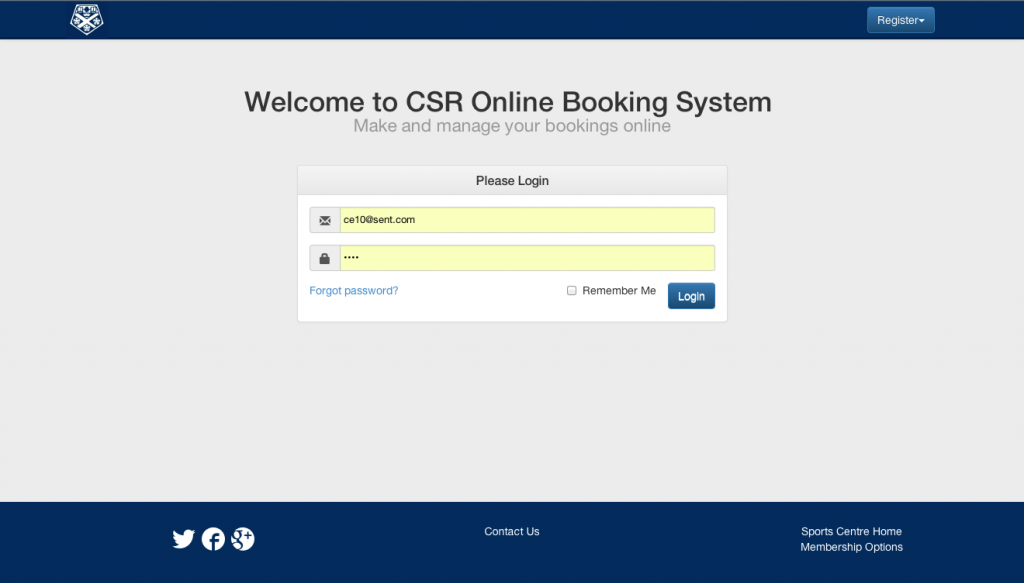 Register
Welcome to CSR Online Booking System
Make and manage your bookings online
Please Login
ce10@sent.com
••••
Forgot password?
Remember Me
Login
Contact Us
Sports Centre Home
Membership Options